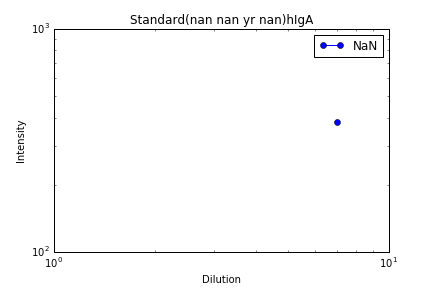 Standard(nan nan yr nan)hIgA
10³
NaN
Intensity
10²
10⁰
10¹
Dilution